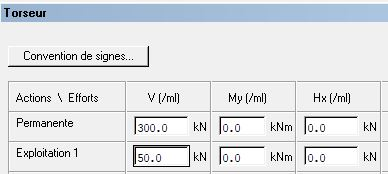 Torseur
Convention de signes...
Actions \ Efforts V (/ml) My (/ml) Hx (/ml)
Permanente 300.0 kN 0.0 kNm 0.0 kN
Exploitation 1 50.0 kN 0.0 kNm 0.0 kN